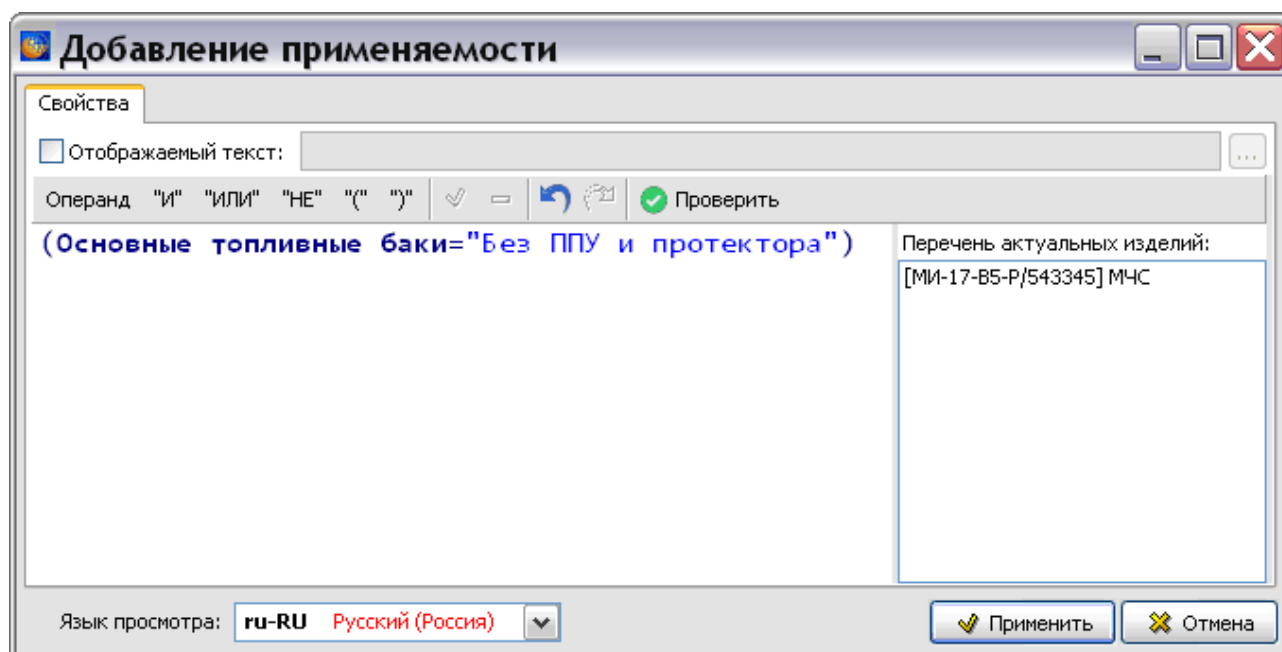 Добавление применяемости
Свойства
Отображаемый текст: ...
Операнд "И" "ИЛИ" "НЕ" "(" ")" Проверить
(Основные топливные баки="Без ППУ и протектора")
Перечень актуальных изделий:
[МИ-17-В5-Р/543345] МЧС
Язык просмотра: ru-RU Русский (Россия)
Применить Отмена